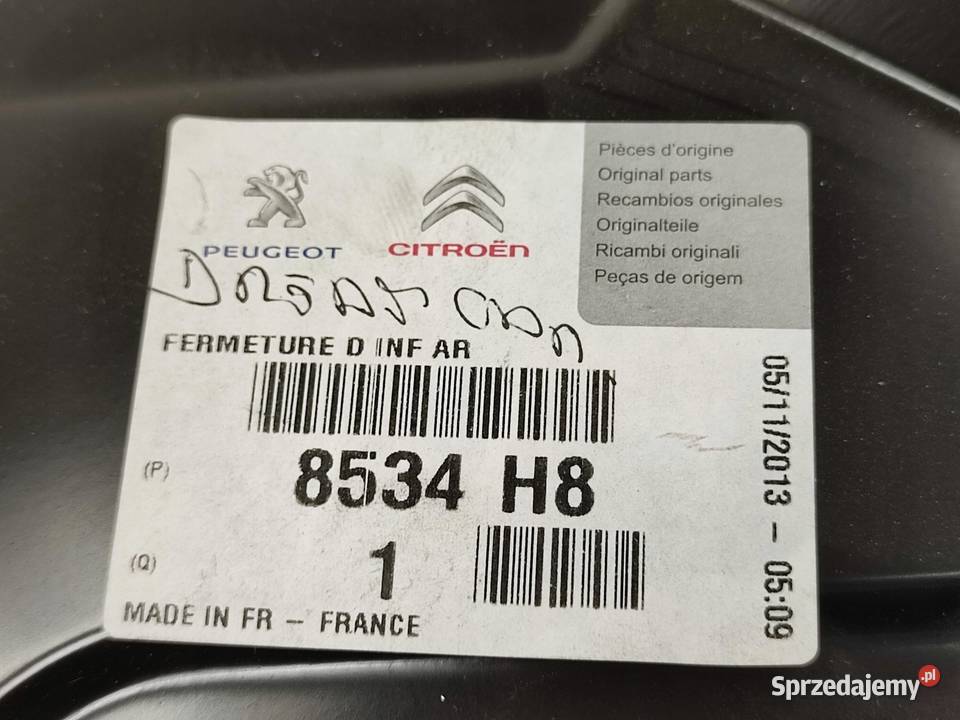 PEUGEOT
CITROËN
Pièces d'origine
Original parts
Recambios originales
Originalteile
Ricambi originali
Peças de origem
FERMETURE D INF AR
(P) 8534 H8
(Q) 1
MADE IN FR - FRANCE
05/11/2013 - 05:09
Sprzedajemy.pl